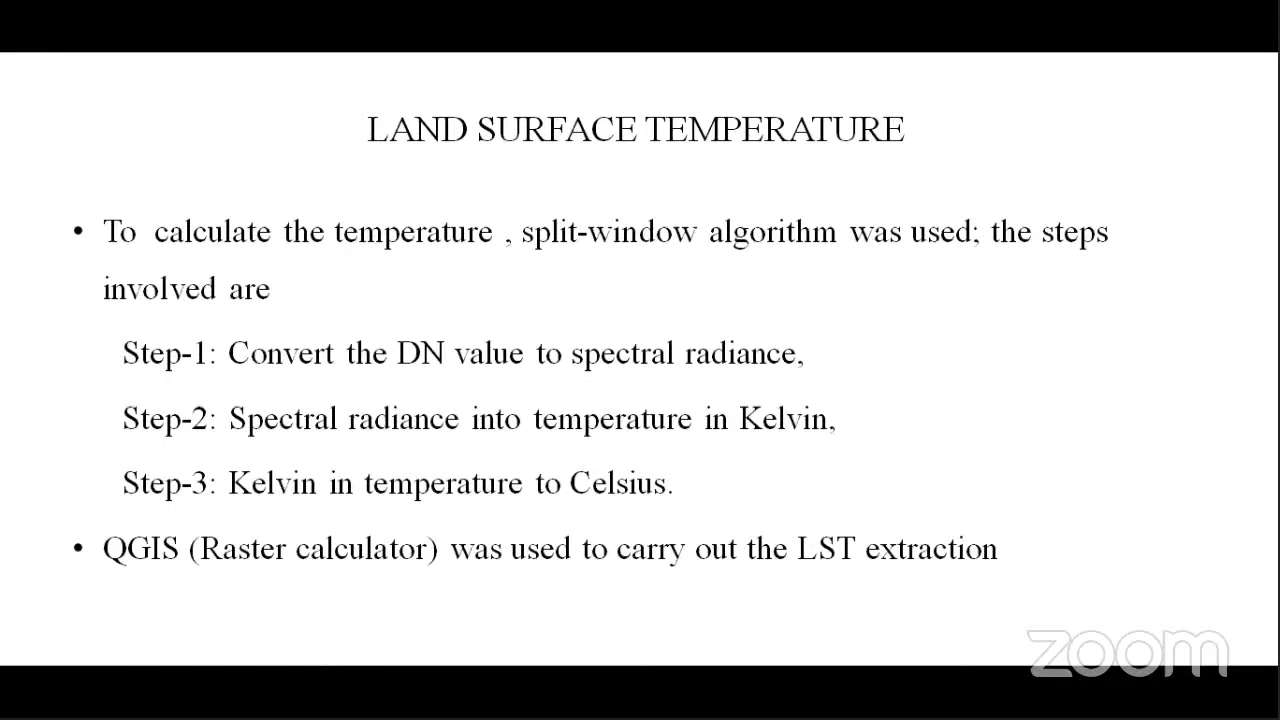 LAND SURFACE TEMPERATURE
• To calculate the temperature , split-window algorithm was used; the steps
involved are
Step-1: Convert the DN value to spectral radiance,
Step-2: Spectral radiance into temperature in Kelvin,
Step-3: Kelvin in temperature to Celsius.
• QGIS (Raster calculator) was used to carry out the LST extraction
zoom